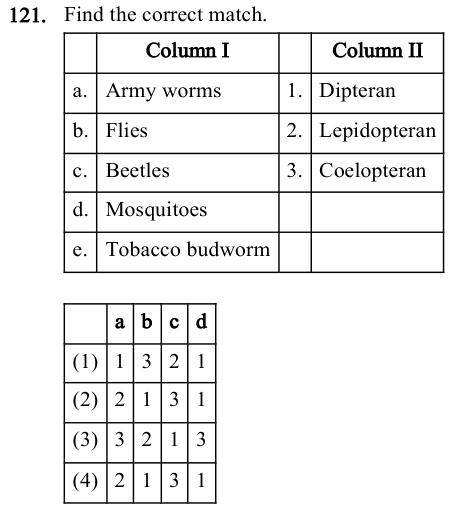 121. Find the correct match.
Column I Column II
a. Army worms 1. Dipteran
b. Flies 2. Lepidopteran
c. Beetles 3. Coelopteran
d. Mosquitoes
e. Tobacco budworm
a b c d
(1) 1 3 2 1
(2) 2 1 3 1
(3) 3 2 1 3
(4) 2 1 3 1